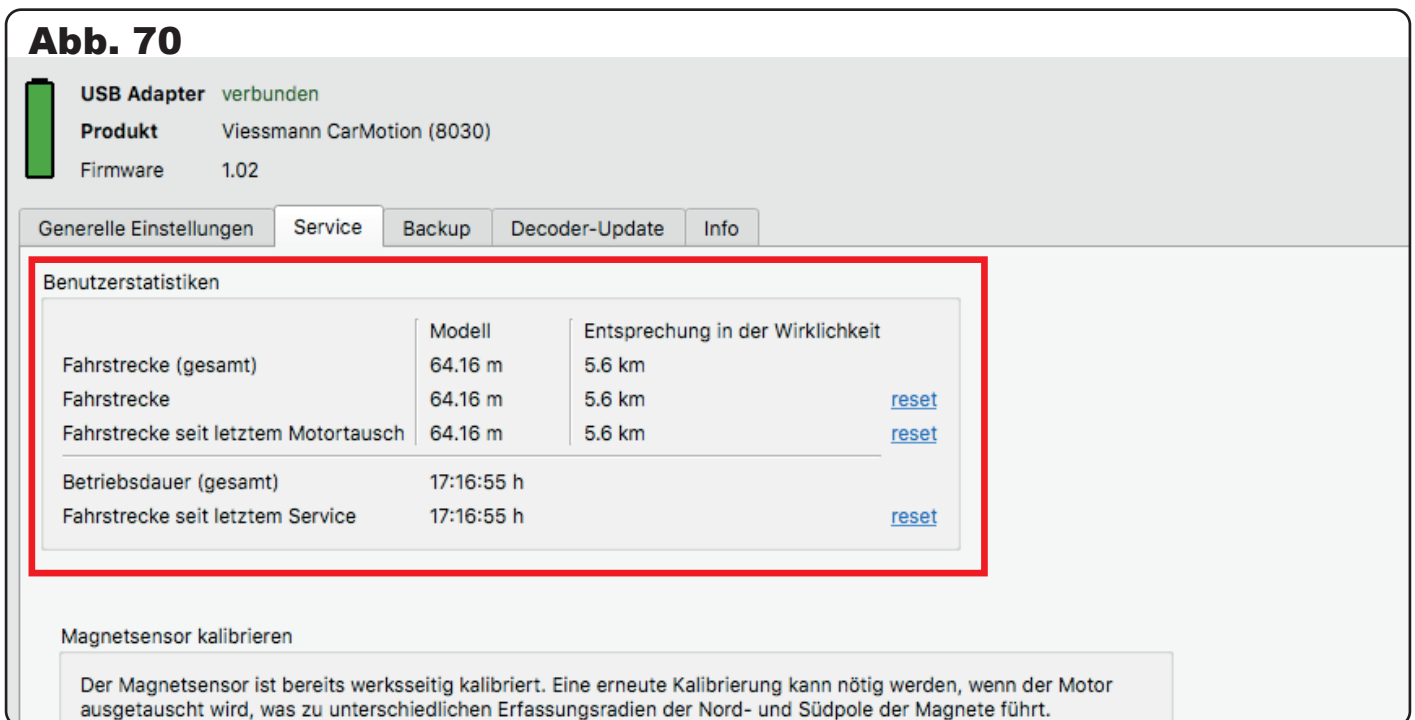 Abb. 70
USB Adapter verbunden
Produkt Viessmann CarMotion (8030)
Firmware 1.02
Generelle Einstellungen Service Backup Decoder-Update Info
Benutzerstatistiken
Modell Entsprechung in der Wirklichkeit
Fahrstrecke (gesamt) 64.16 m 5.6 km
Fahrstrecke 64.16 m 5.6 km reset
Fahrstrecke seit letztem Motortausch 64.16 m 5.6 km reset
Betriebsdauer (gesamt) 17:16:55 h
Fahrstrecke seit letztem Service 17:16:55 h reset
Magnetsensor kalibrieren
Der Magnetsensor ist bereits werksseitig kalibriert. Eine erneute Kalibrierung kann nötig werden, wenn der Motor
ausgetauscht wird, was zu unterschiedlichen Erfassungsradien der Nord- und Südpole der Magnete führt.